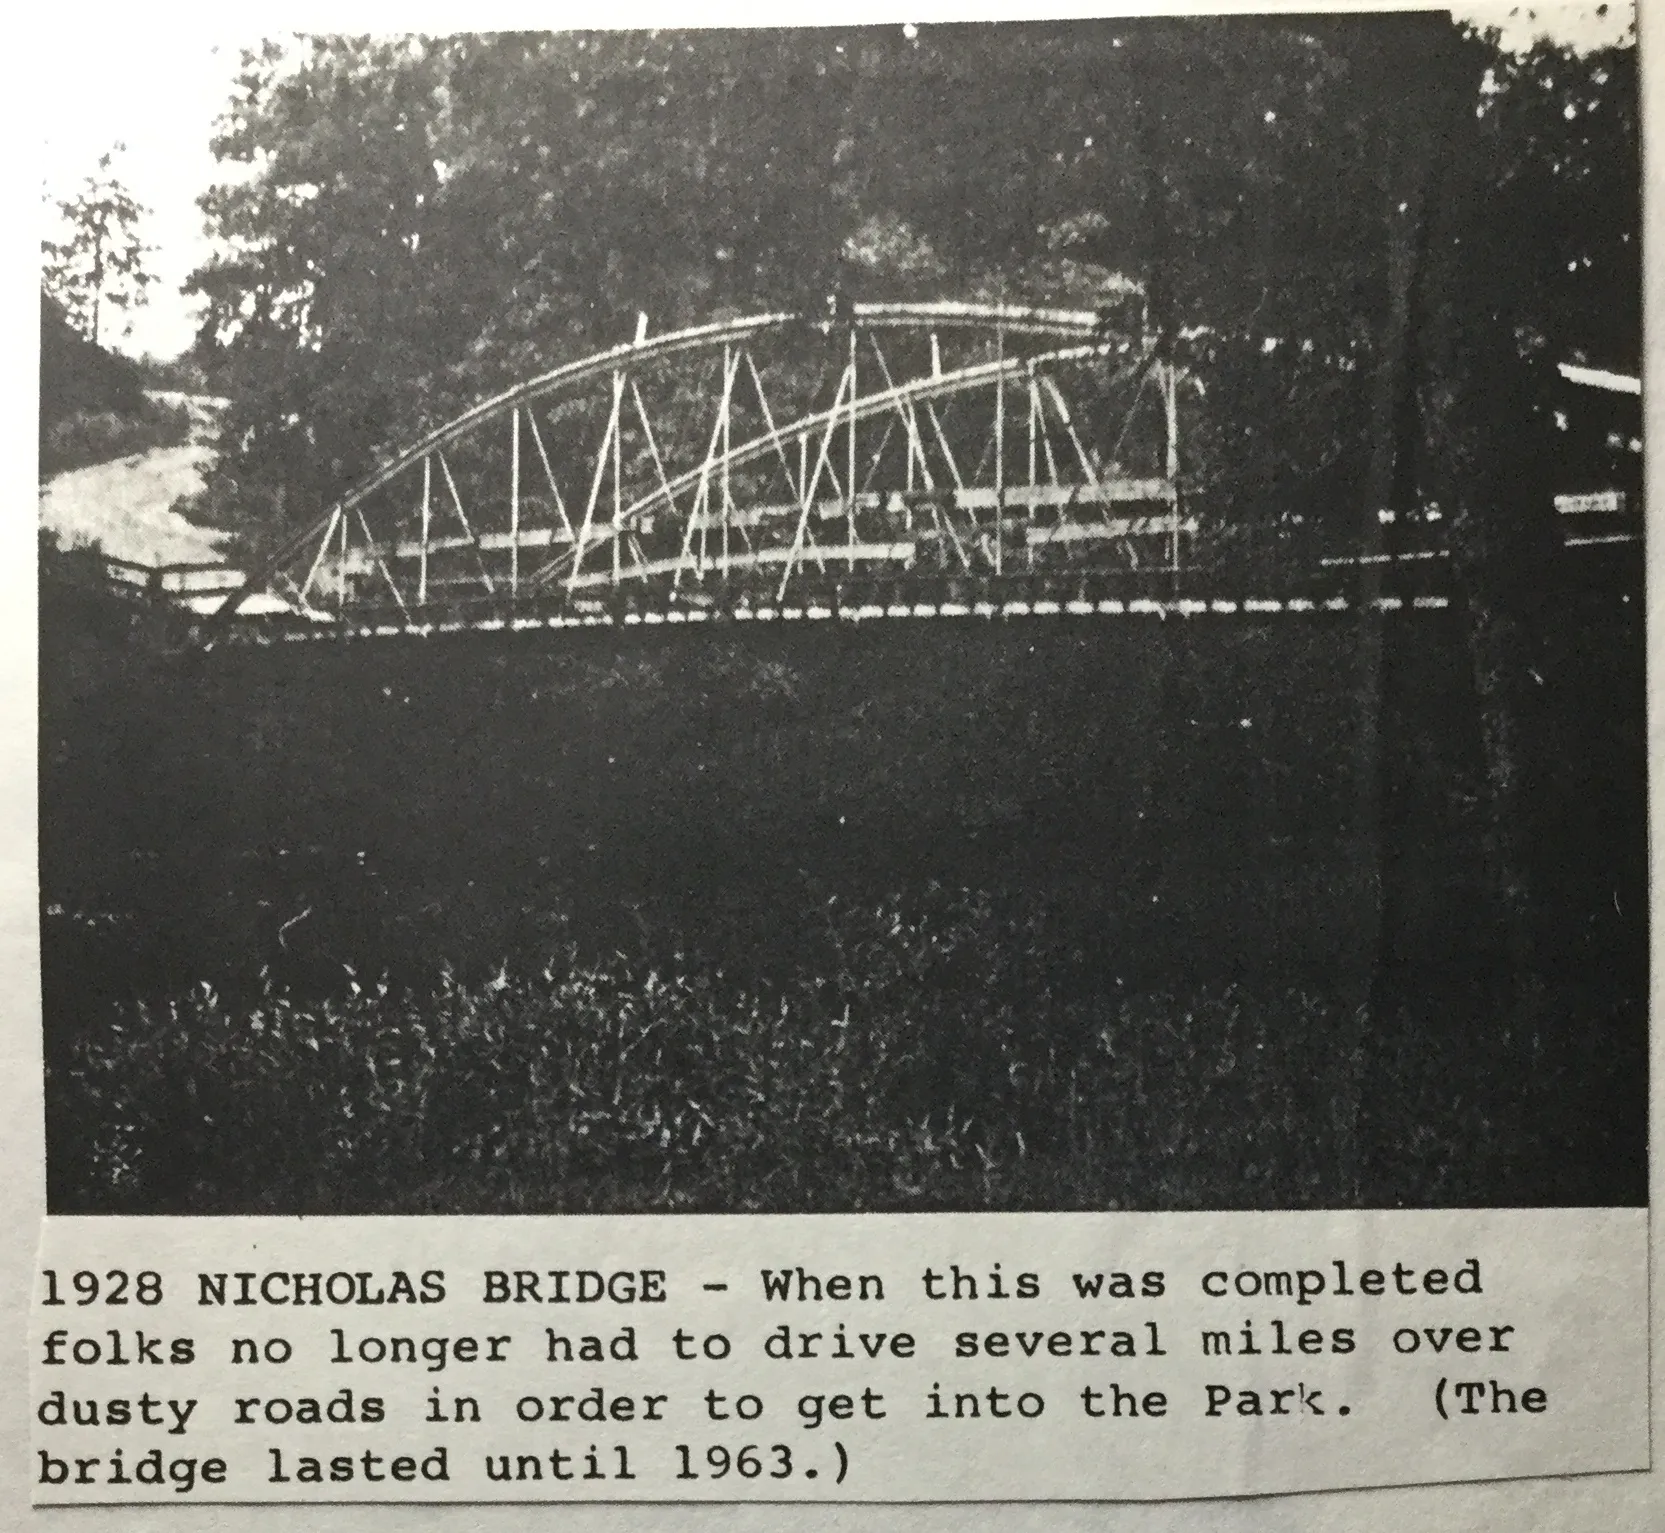 1928 NICHOLAS BRIDGE - When this was completed
folks no longer had to drive several miles over
dusty roads in order to get into the Park.  (The
bridge lasted until 1963.)